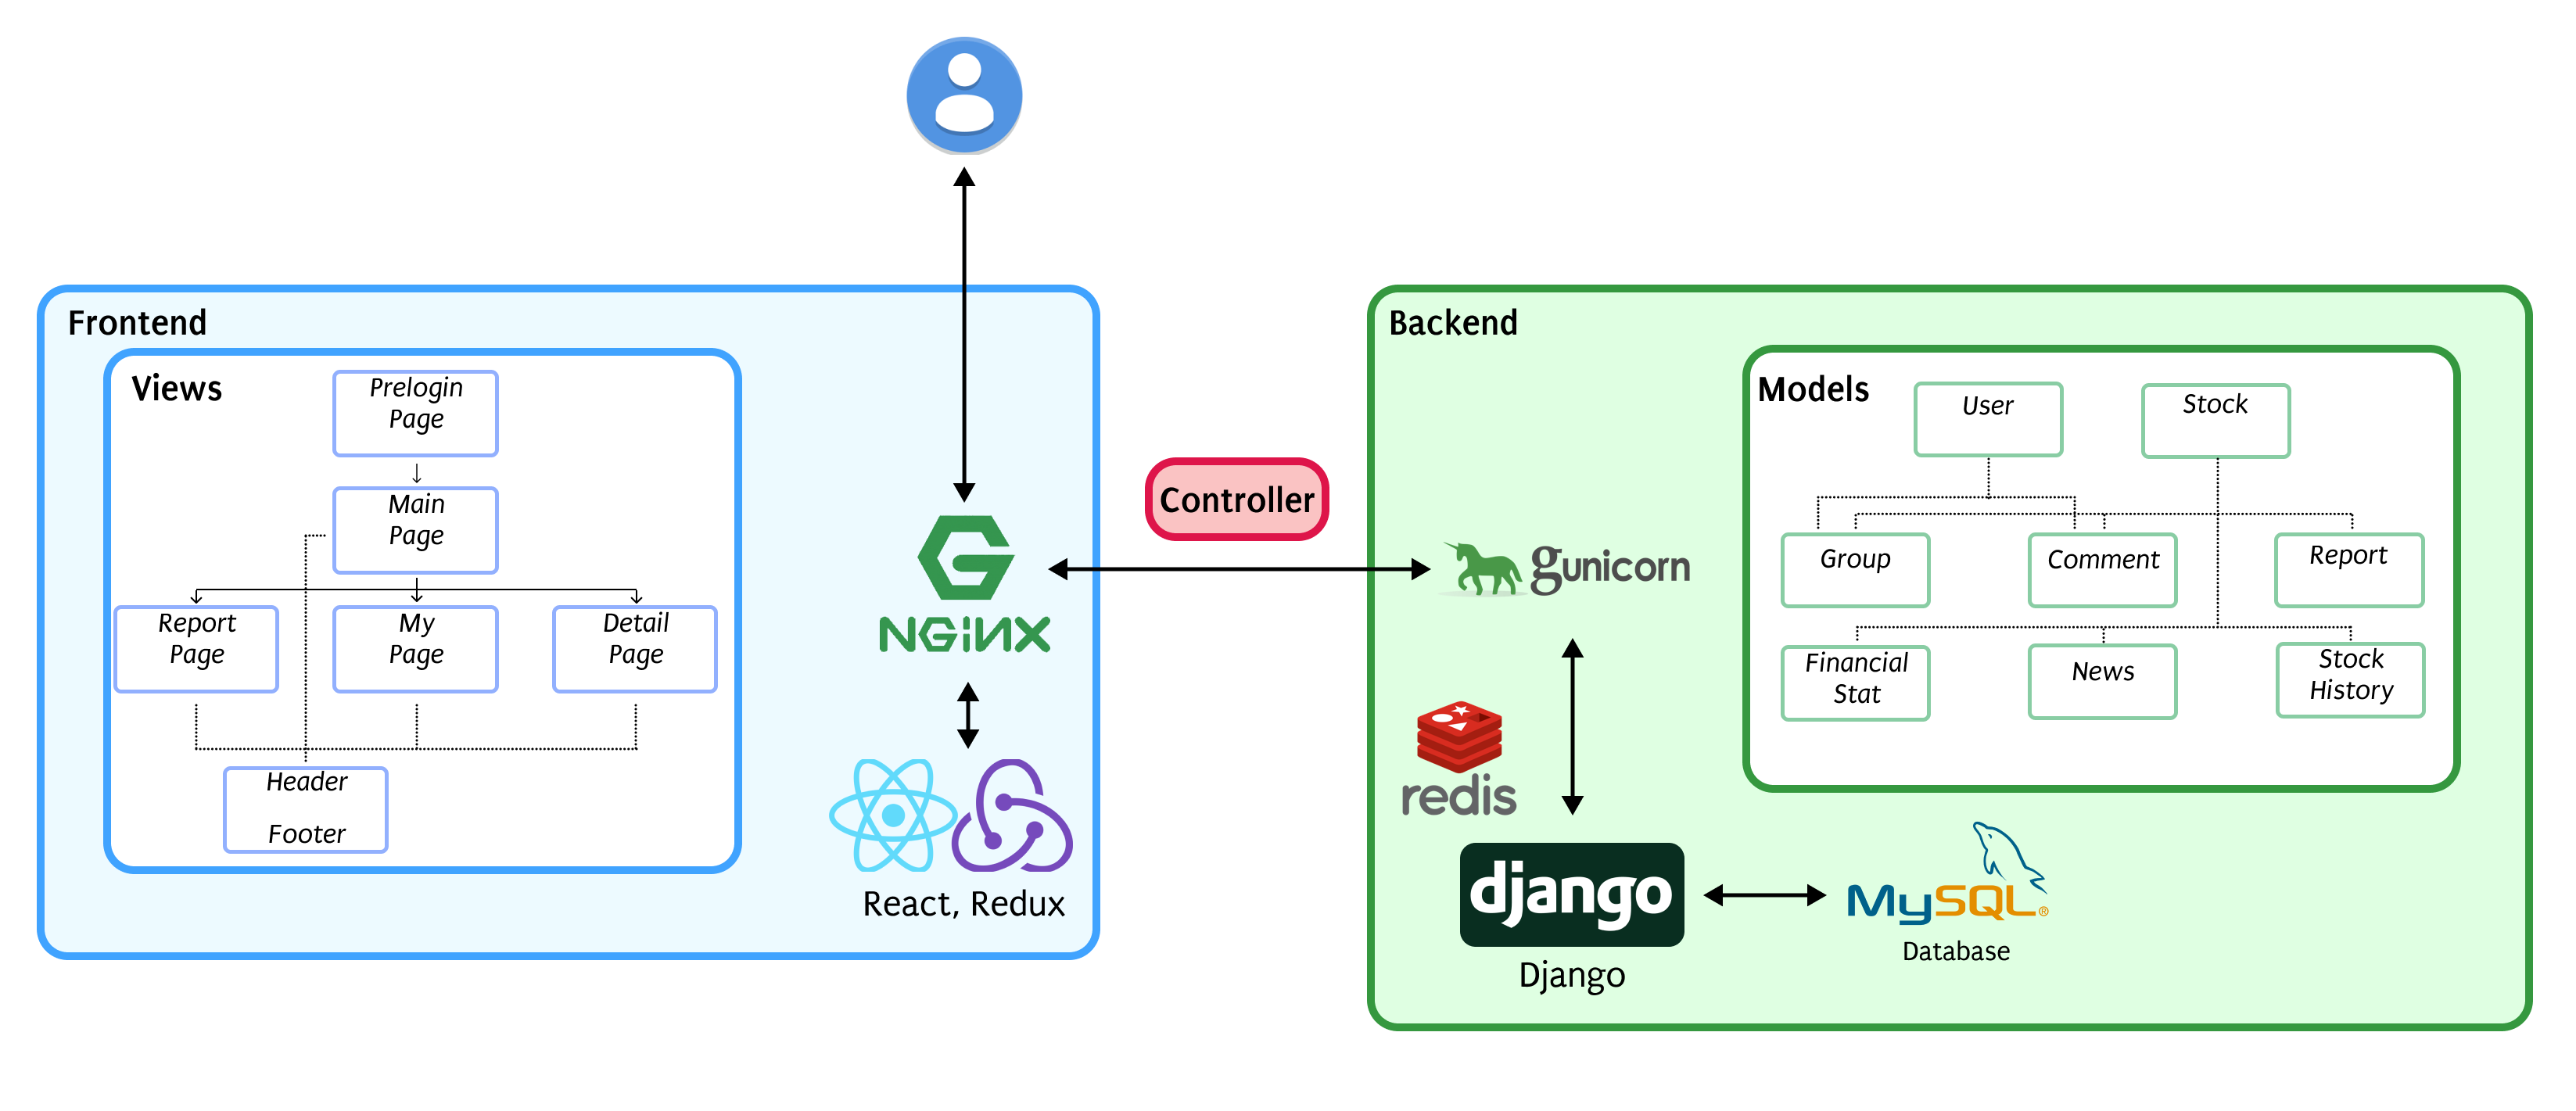 Frontend
Views
Prelogin
Page
Main
Page
Report
Page
My
Page
Detail
Page
Header
Footer
NGiNX
React, Redux
Controller
Backend
gunicorn
redis
django
Django
MySQL®
Database
Models
User
Stock
Group
Comment
Report
Financial
Stat
News
Stock
History